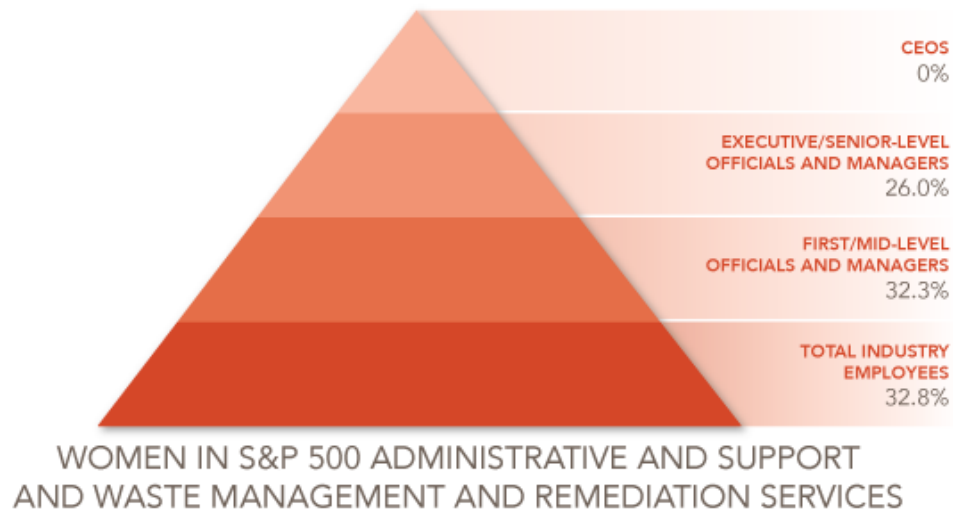 CEOS
0%
EXECUTIVE/SENIOR-LEVEL
OFFICIALS AND MANAGERS
26.0%
FIRST/MID-LEVEL
OFFICIALS AND MANAGERS
32.3%
TOTAL INDUSTRY
EMPLOYEES
32.8%
WOMEN IN S&P 500 ADMINISTRATIVE AND SUPPORT
AND WASTE MANAGEMENT AND REMEDIATION SERVICES